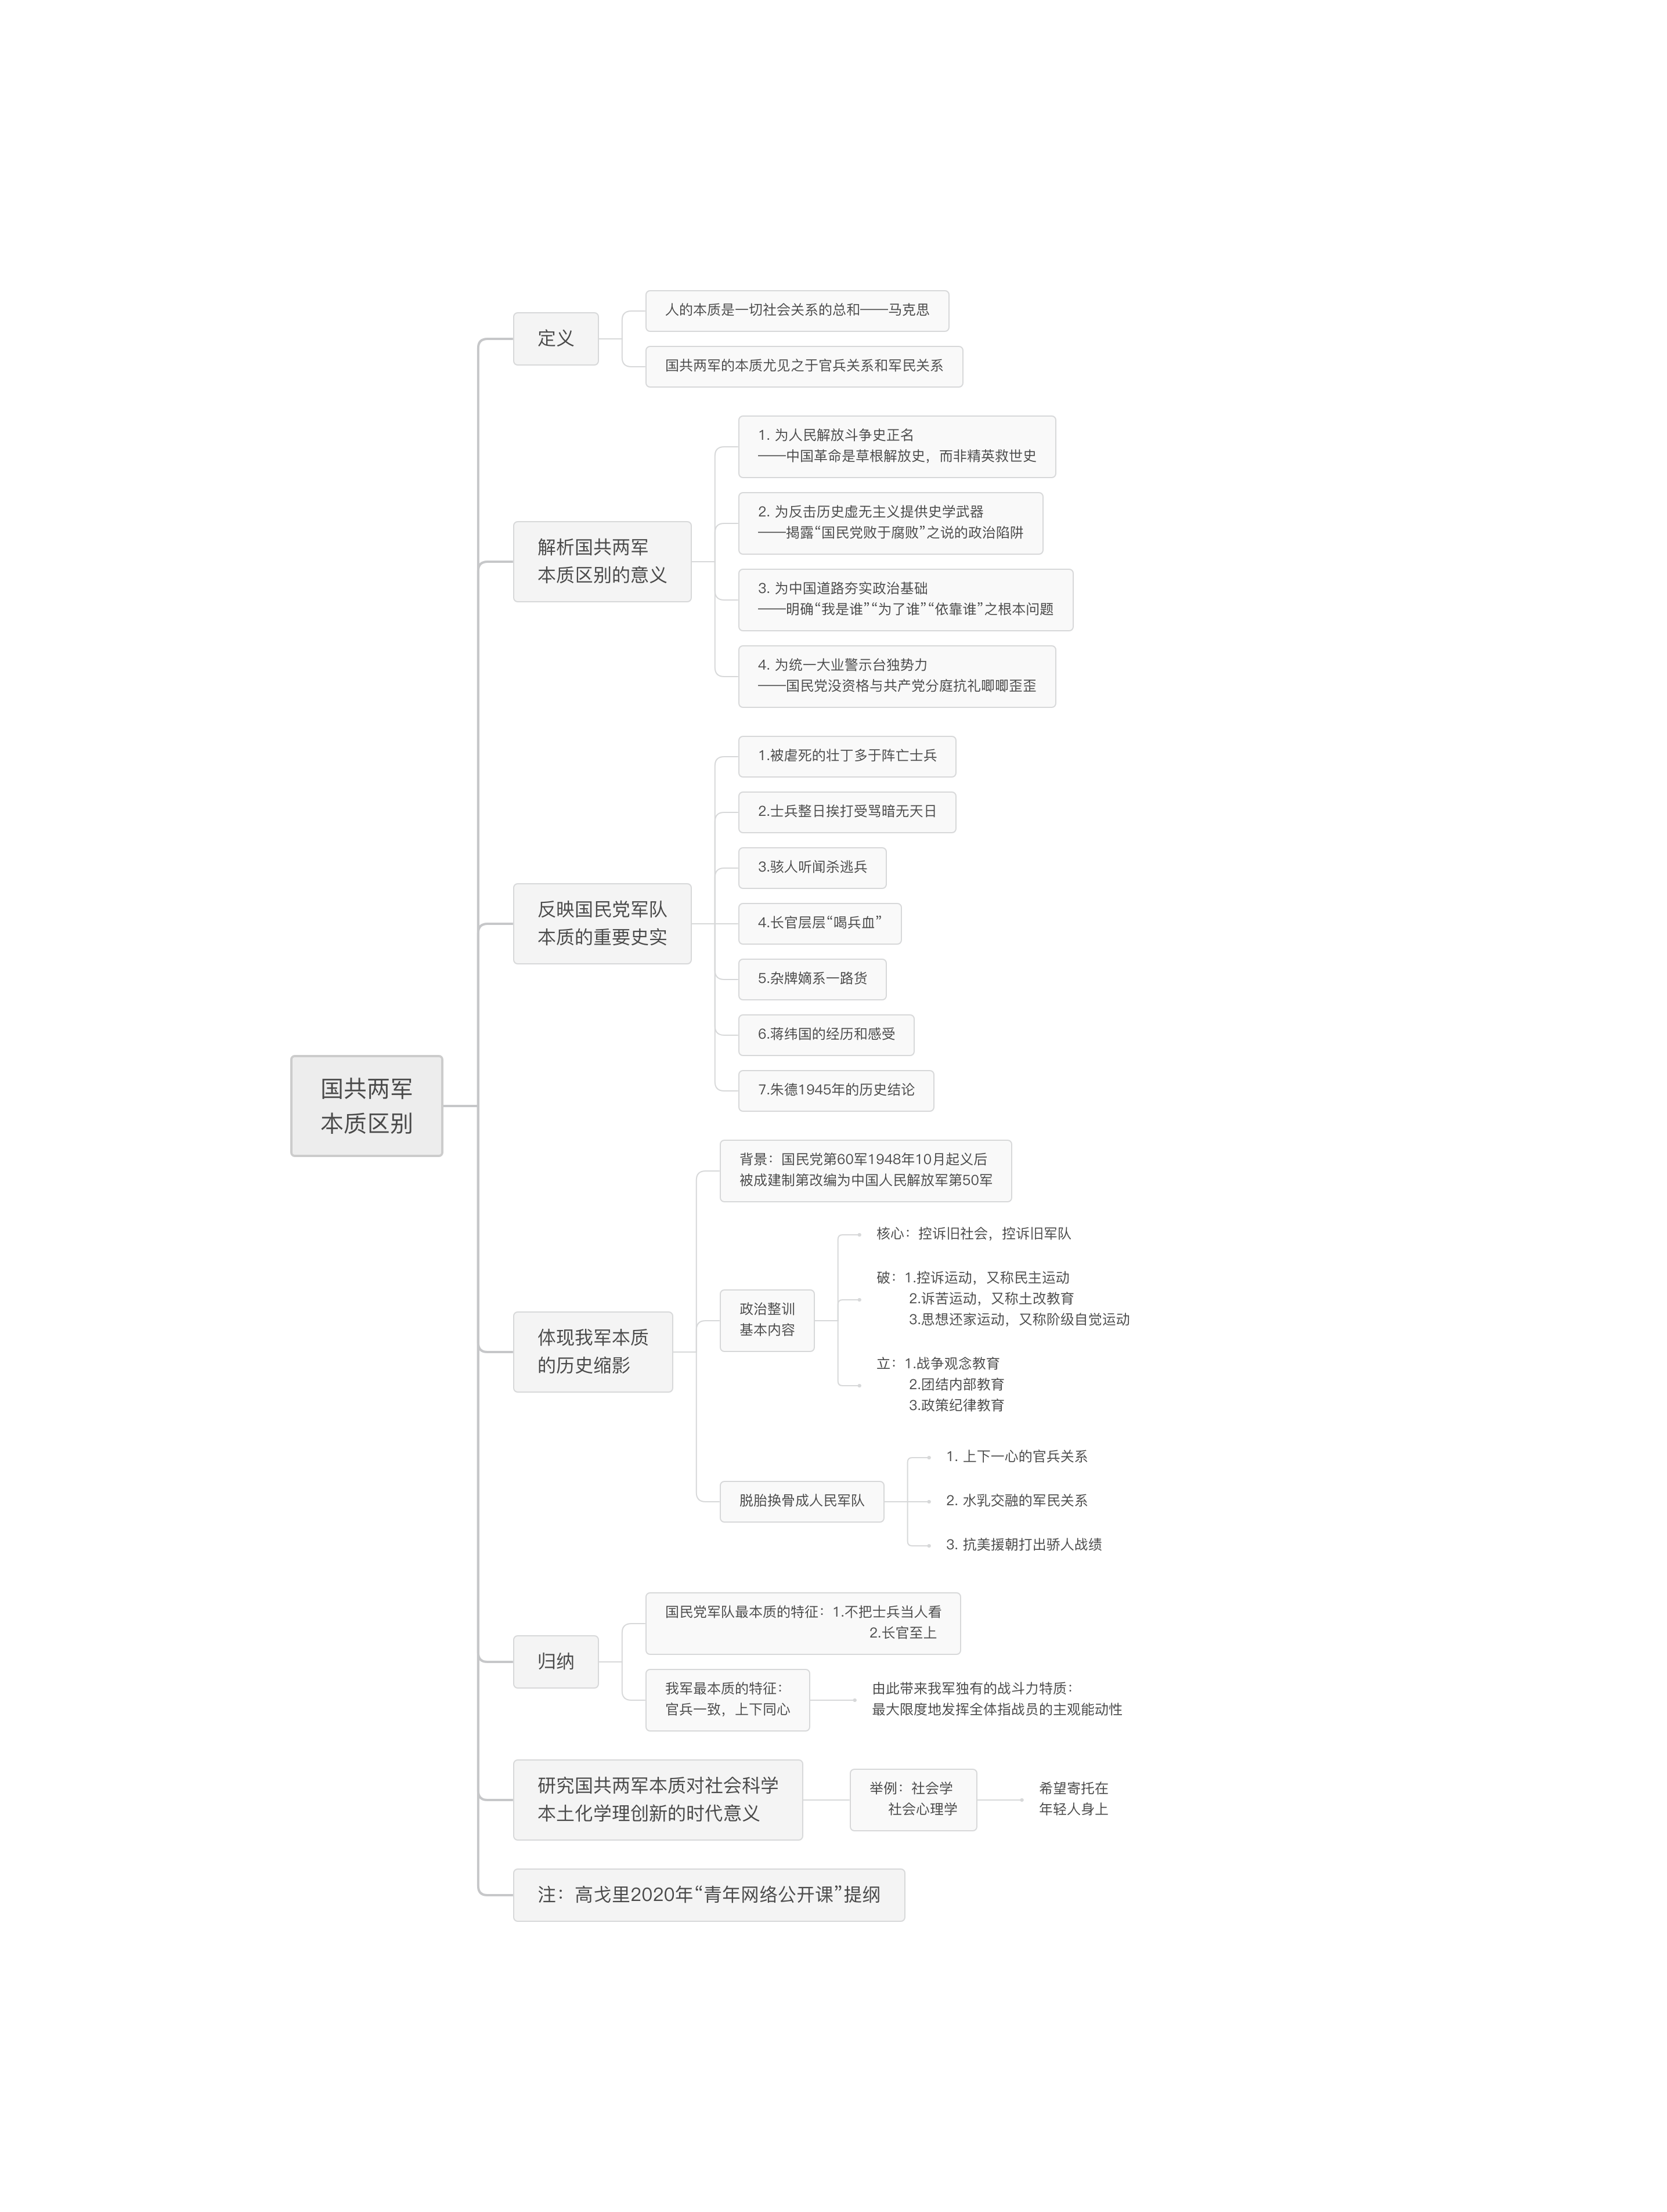 国共两军
本质区别
定义
人的本质是一切社会关系的总和——马克思
国共两军的本质尤见之于官兵关系和军民关系
解析国共两军
本质区别的意义
1. 为人民解放斗争史正名
——中国革命是草根解放史，而非精英救世史
2. 为反击历史虚无主义提供史学武器
——揭露“国民党败于腐败”之说的政治陷阱
3. 为中国道路夯实政治基础
——明确“我是谁”“为了谁”“依靠谁”之根本问题
4. 为统一大业警示台独势力
——国民党没资格与共产党分庭抗礼唧唧歪歪
反映国民党军队
本质的重要史实
1.被虐死的壮丁多于阵亡士兵
2.士兵整日挨打受骂暗无天日
3.骇人听闻杀逃兵
4.长官层层“喝兵血”
5.杂牌嫡系一路货
6.蒋纬国的经历和感受
7.朱德1945年的历史结论
体现我军本质
的历史缩影
背景：国民党第60军1948年10月起义后
被成建制第改编为中国人民解放军第50军
政治整训
基本内容
核心：控诉旧社会，控诉旧军队
破：1.控诉运动，又称民主运动
2.诉苦运动，又称土改教育
3.思想还家运动，又称阶级自觉运动
立：1.战争观念教育
2.团结内部教育
3.政策纪律教育
脱胎换骨成人民军队
1. 上下一心的官兵关系
2. 水乳交融的军民关系
3. 抗美援朝打出骄人战绩
归纳
国民党军队最本质的特征：1.不把士兵当人看
2.长官至上
我军最本质的特征：
官兵一致，上下同心
由此带来我军独有的战斗力特质：
最大限度地发挥全体指战员的主观能动性
研究国共两军本质对社会科学
本土化学理创新的时代意义
举例：社会学
社会心理学
希望寄托在
年轻人身上
注：高戈里2020年“青年网络公开课”提纲